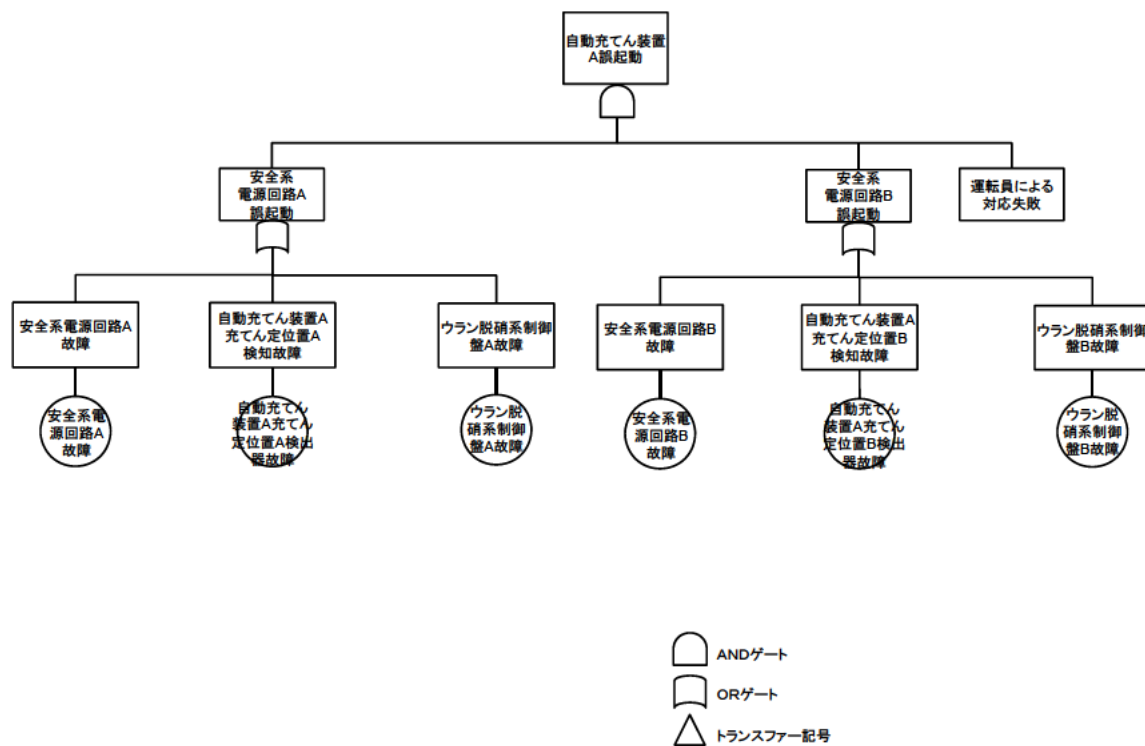 自動充てん装置
A誤起動
安全系
電源回路A
誤起動
安全系
電源回路B
誤起動
運転員による
対応失敗
安全系電源回路A
故障
自動充てん装置A
充てん定位置A
検知故障
ウラン脱硝系制御
盤A故障
安全系電源回路B
故障
自動充てん装置A
充てん定位置B
検知故障
ウラン脱硝系制御
盤B故障
安全系電
源回路A
故障
自動充てん
装置A充てん
定位置A検出
器故障
ウラン脱
硝系制御
盤A故障
安全系電
源回路B
故障
自動充てん
装置A充てん
定位置B検出
器故障
ウラン脱
硝系制御
盤B故障
ANDゲート
ORゲート
トランスファー記号